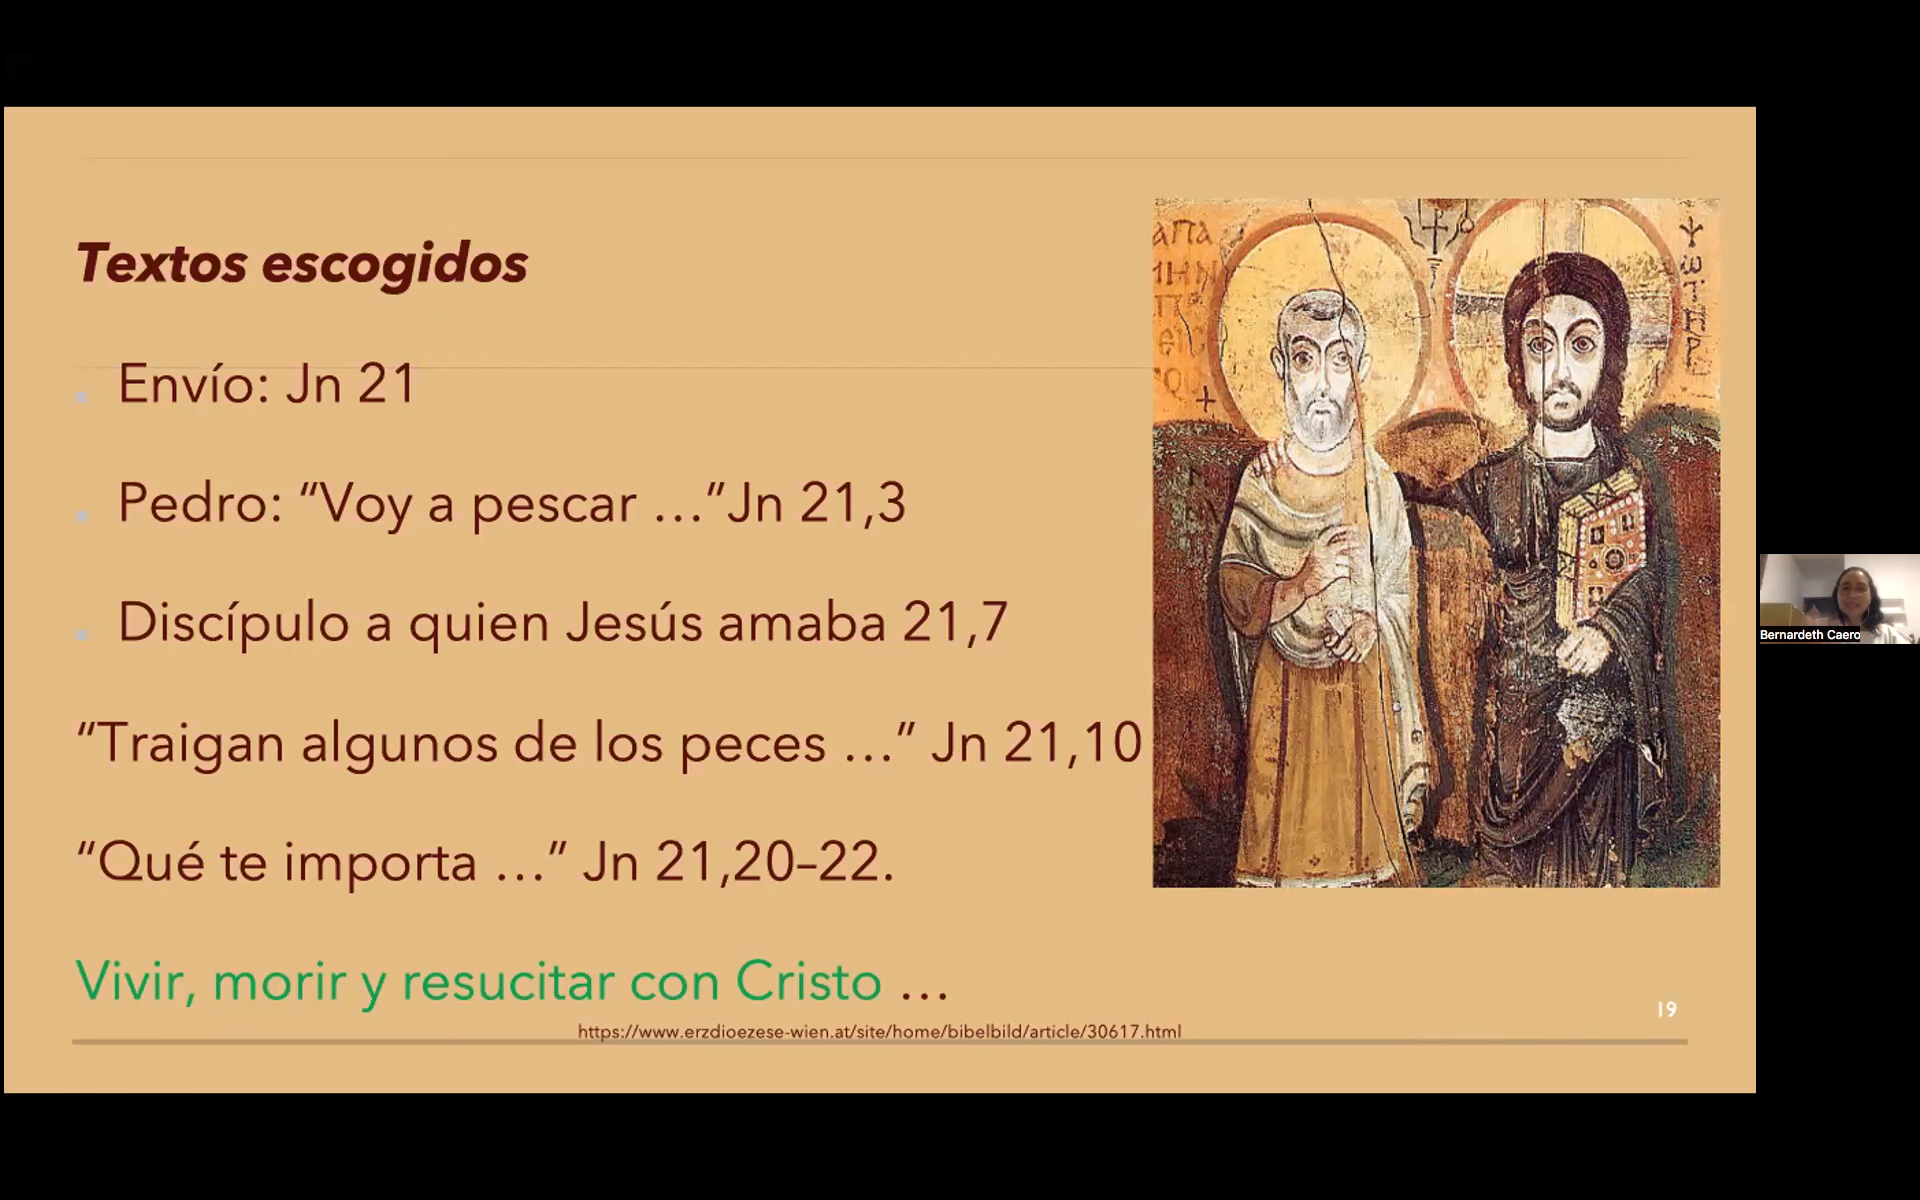 Textos escogidos
Envío: Jn 21
Pedro: “Voy a pescar …”Jn 21,3
Discípulo a quien Jesús amaba 21,7
“Traigan algunos de los peces …” Jn 21,10
“Qué te importa …” Jn 21,20–22.
Vivir, morir y resucitar con Cristo …
https://www.erzdioezese-wien.at/site/home/bibelbild/article/30617.html
19
Bernardeth Caero